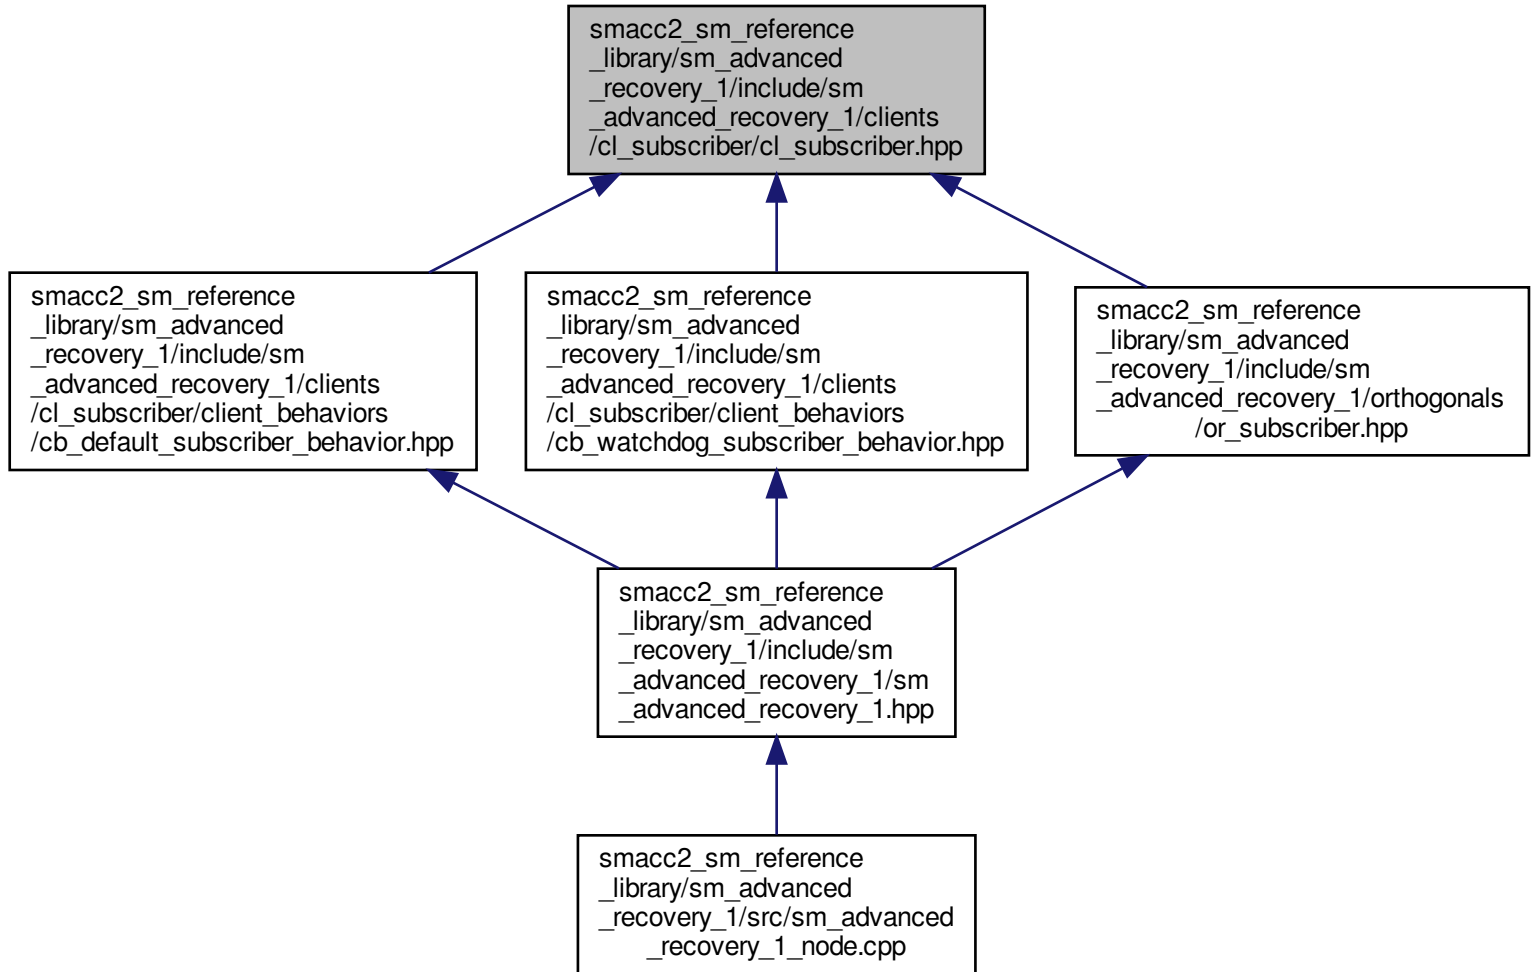 smacc2_sm_reference
_library/sm_advanced
_recovery_1/include/sm
_advanced_recovery_1/clients
/cl_subscriber/cl_subscriber.hpp
smacc2_sm_reference
_library/sm_advanced
_recovery_1/include/sm
_advanced_recovery_1/clients
/cl_subscriber/client_behaviors
/cb_default_subscriber_behavior.hpp
smacc2_sm_reference
_library/sm_advanced
_recovery_1/include/sm
_advanced_recovery_1/clients
/cl_subscriber/client_behaviors
/cb_watchdog_subscriber_behavior.hpp
smacc2_sm_reference
_library/sm_advanced
_recovery_1/include/sm
_advanced_recovery_1/orthogonals
/or_subscriber.hpp
smacc2_sm_reference
_library/sm_advanced
_recovery_1/include/sm
_advanced_recovery_1/sm
_advanced_recovery_1.hpp
smacc2_sm_reference
_library/sm_advanced
_recovery_1/src/sm_advanced
_recovery_1_node.cpp